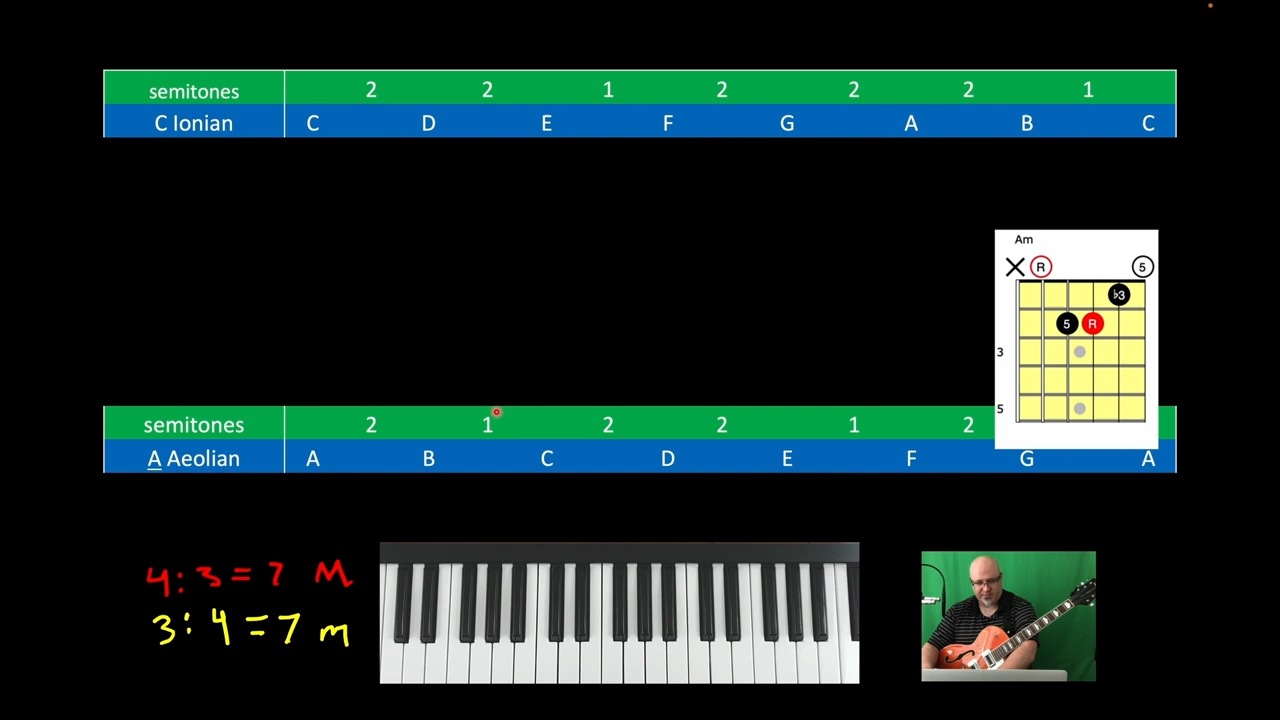 semitones 2 2 1 2 2 2 1
C Ionian C D E F G A B C
Am
X R 5
b3
5 R
3
5
semitones 2 1 2 2 1 2
A Aeolian A B C D E F G A
4:3=7 M
3:4=7 m